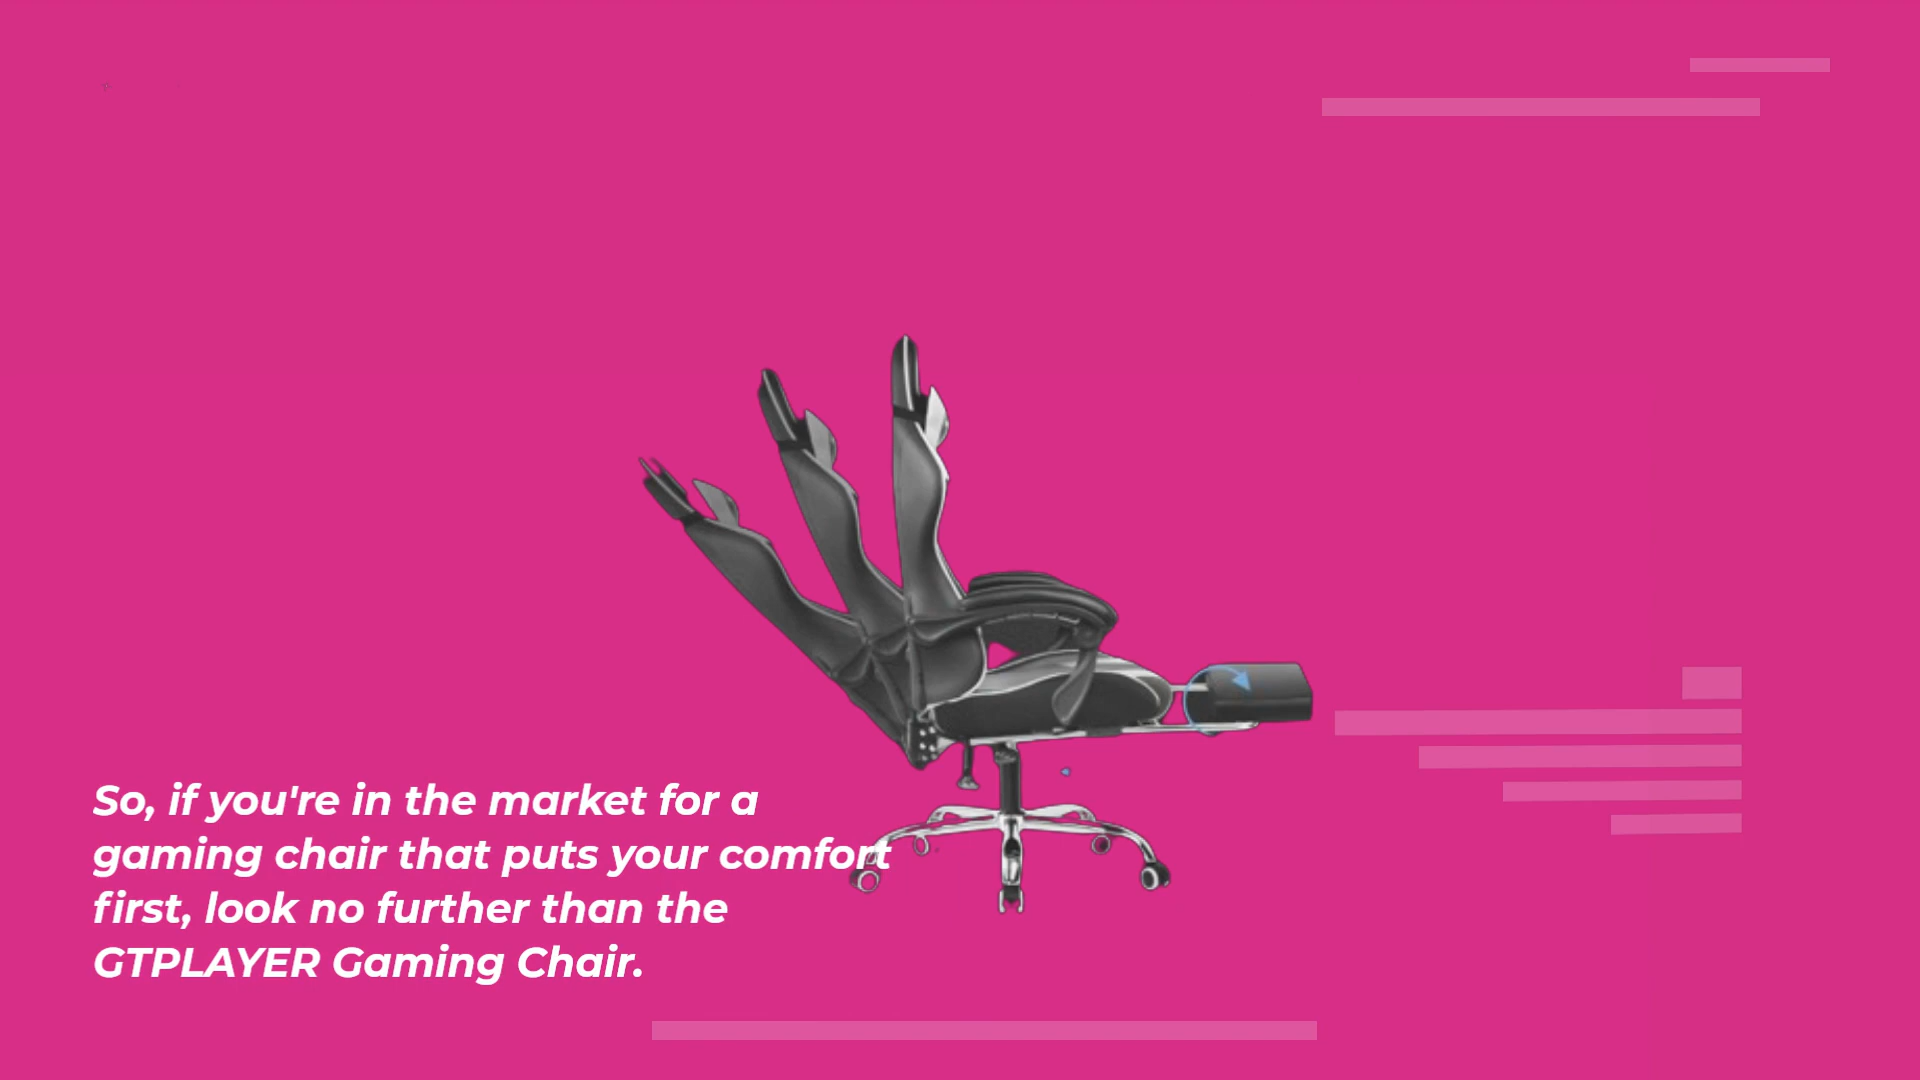 So, if you're in the market for a
gaming chair that puts your comfort
first, look no further than the
GTPLAYER Gaming Chair.